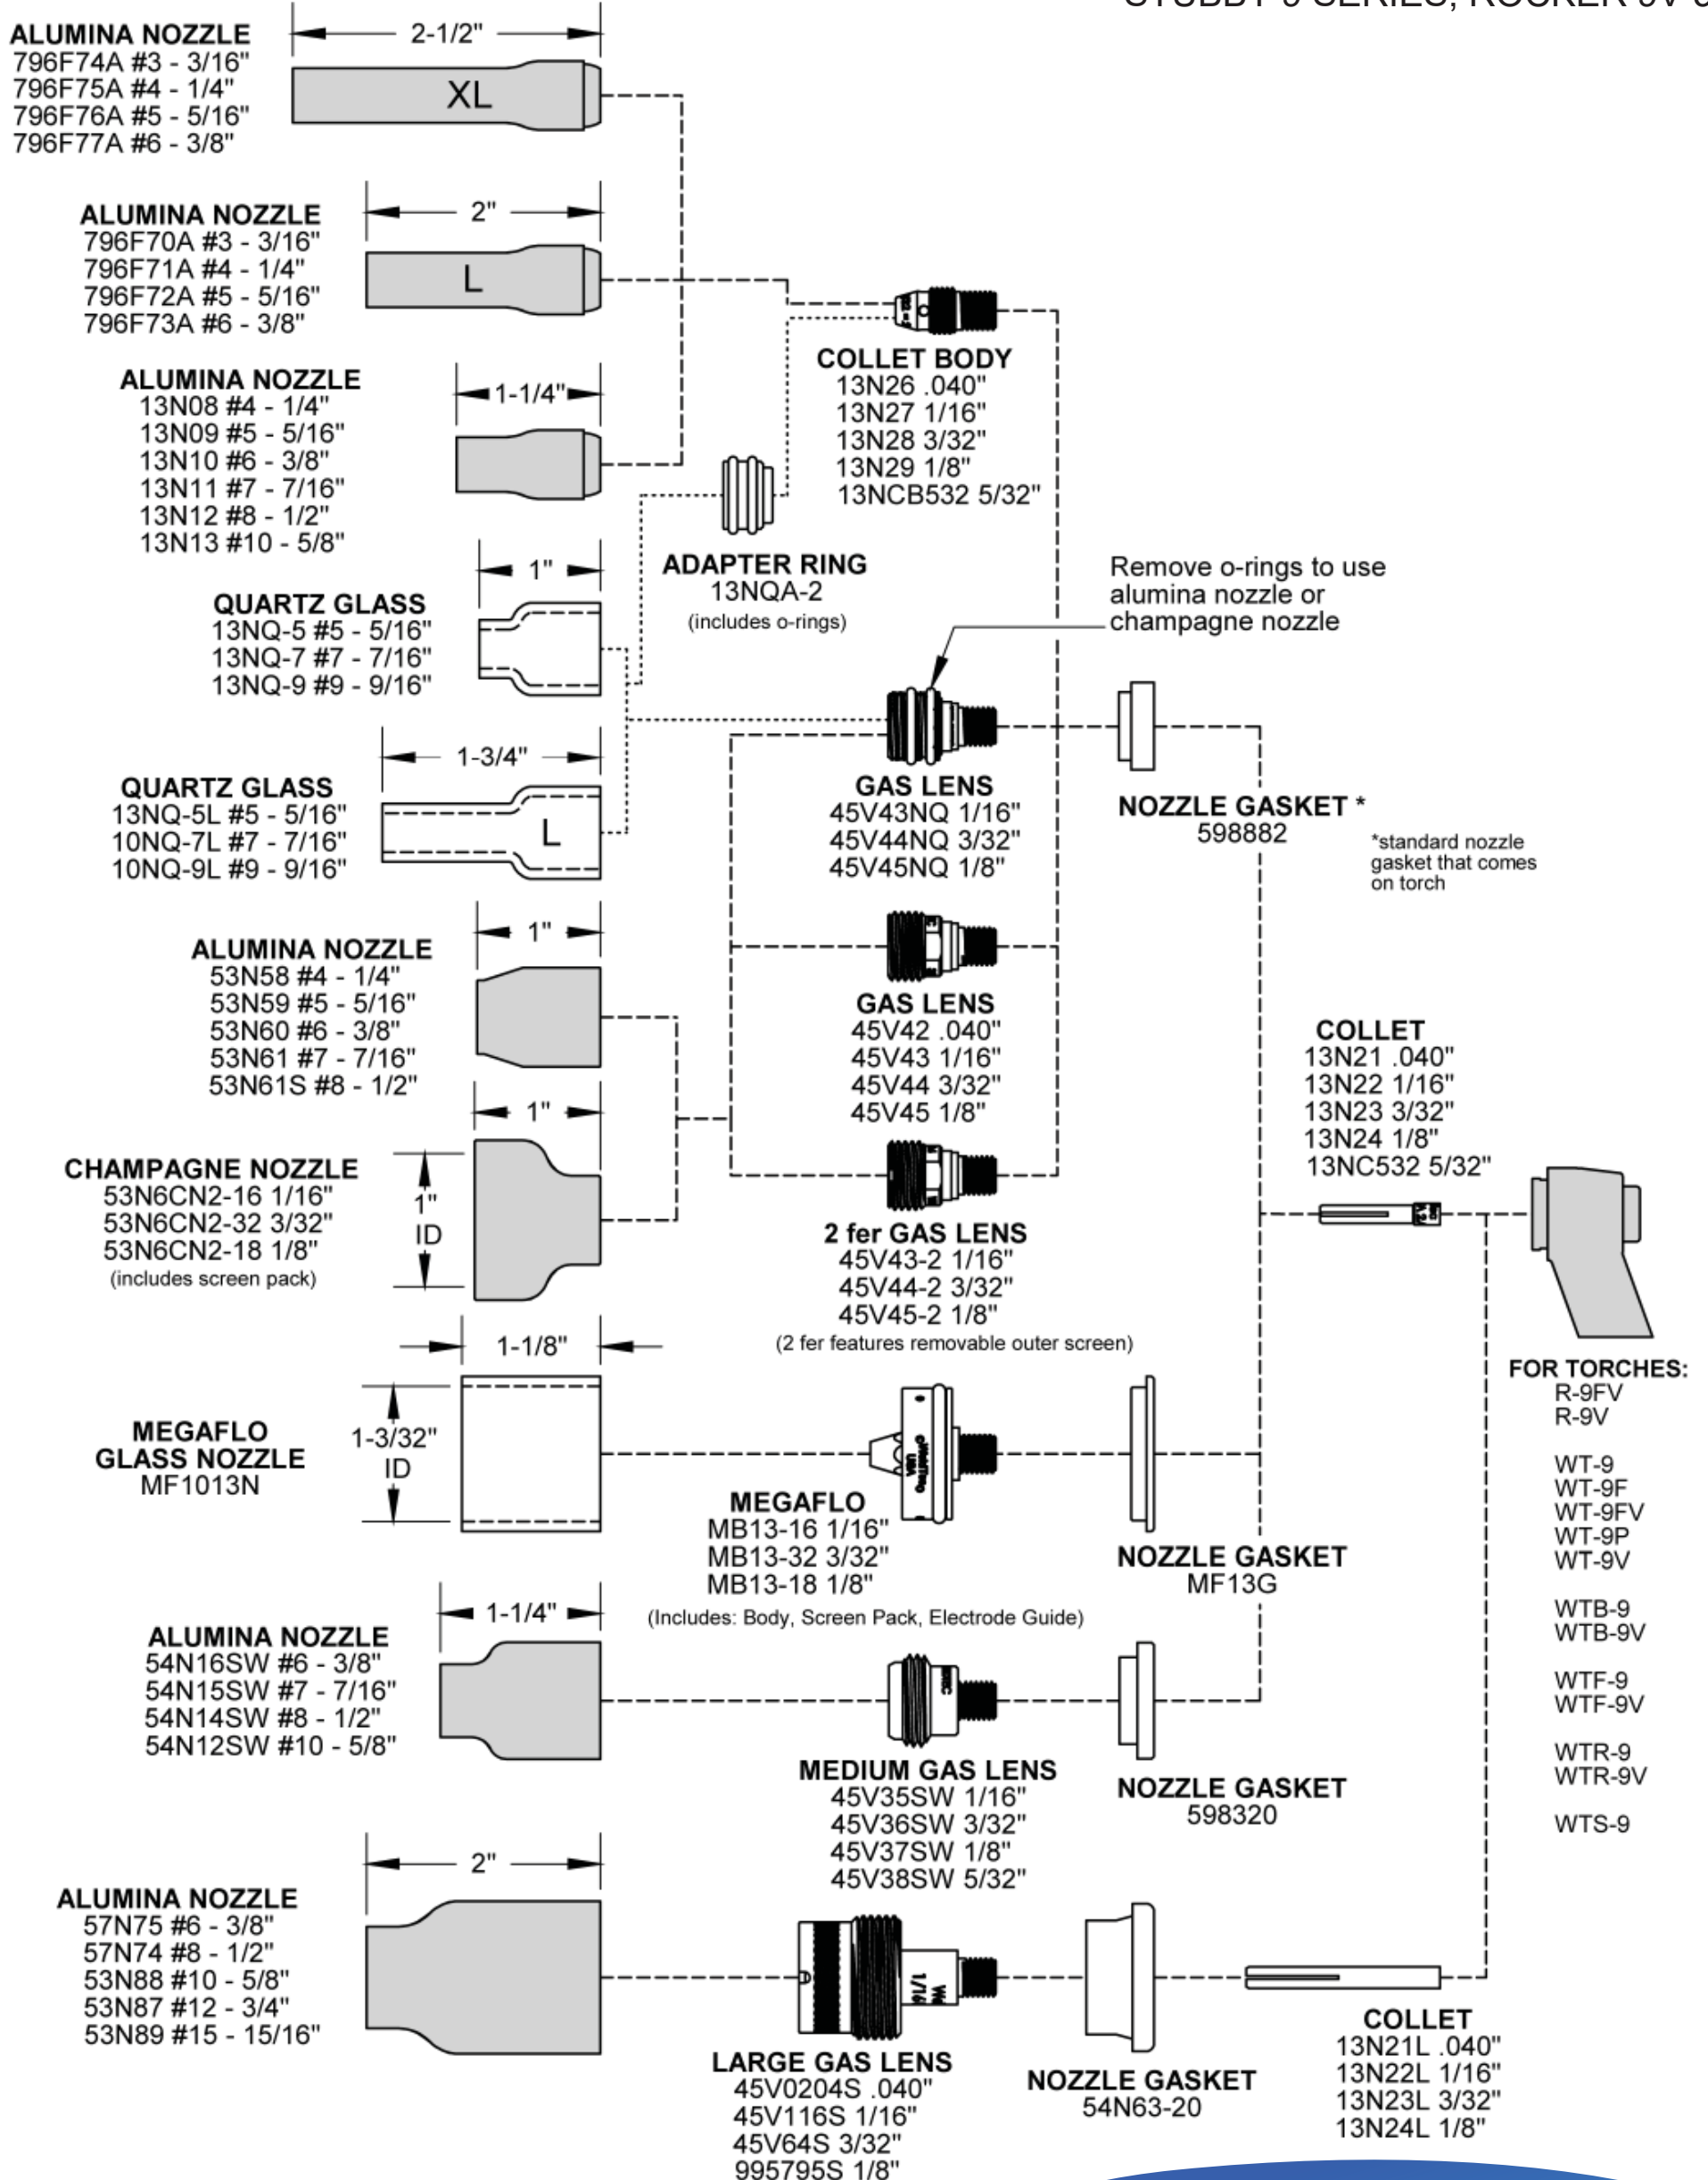 STUBBY 9 SERIES, ROCKER 9V
ALUMINA NOZZLE
796F74A #3 - 3/16"
796F75A #4 - 1/4"
796F76A #5 - 5/16"
796F77A #6 - 3/8"
2-1/2"
XL
ALUMINA NOZZLE
796F70A #3 - 3/16"
796F71A #4 - 1/4"
796F72A #5 - 5/16"
796F73A #6 - 3/8"
2"
L
ALUMINA NOZZLE
13N08 #4 - 1/4"
13N09 #5 - 5/16"
13N10 #6 - 3/8"
13N11 #7 - 7/16"
13N12 #8 - 1/2"
13N13 #10 - 5/8"
1-1/4"
COLLET BODY
13N26 .040"
13N27 1/16"
13N28 3/32"
13N29 1/8"
13NCB532 5/32"
ADAPTER RING
13NQA-2
(includes o-rings)
Remove o-rings to use
alumina nozzle or
champagne nozzle
QUARTZ GLASS
13NQ-5 #5 - 5/16"
13NQ-7 #7 - 7/16"
13NQ-9 #9 - 9/16"
1"
QUARTZ GLASS
13NQ-5L #5 - 5/16"
10NQ-7L #7 - 7/16"
10NQ-9L #9 - 9/16"
1-3/4"
L
GAS LENS
45V43NQ 1/16"
45V44NQ 3/32"
45V45NQ 1/8"
NOZZLE GASKET *
598882
*standard nozzle
gasket that comes
on torch
ALUMINA NOZZLE
53N58 #4 - 1/4"
53N59 #5 - 5/16"
53N60 #6 - 3/8"
53N61 #7 - 7/16"
53N61S #8 - 1/2"
1"
GAS LENS
45V42 .040"
45V43 1/16"
45V44 3/32"
45V45 1/8"
COLLET
13N21 .040"
13N22 1/16"
13N23 3/32"
13N24 1/8"
13NC532 5/32"
CHAMPAGNE NOZZLE
53N6CN2-16 1/16"
53N6CN2-32 3/32"
53N6CN2-18 1/8"
(includes screen pack)
1"
1"
ID
2 fer GAS LENS
45V43-2 1/16"
45V44-2 3/32"
45V45-2 1/8"
(2 fer features removable outer screen)
MEGAFLO
GLASS NOZZLE
MF1013N
1-1/8"
1-3/32"
ID
USA
MEGAFLO
MB13-16 1/16"
MB13-32 3/32"
MB13-18 1/8"
(Includes: Body, Screen Pack, Electrode Guide)
NOZZLE GASKET
MF13G
FOR TORCHES:
R-9FV
R-9V
WT-9
WT-9F
WT-9FV
WT-9P
WT-9V
WTB-9
WTB-9V
WTF-9
WTF-9V
WTR-9
WTR-9V
WTS-9
ALUMINA NOZZLE
54N16SW #6 - 3/8"
54N15SW #7 - 7/16"
54N14SW #8 - 1/2"
54N12SW #10 - 5/8"
1-1/4"
MEDIUM GAS LENS
45V35SW 1/16"
45V36SW 3/32"
45V37SW 1/8"
45V38SW 5/32"
NOZZLE GASKET
598320
ALUMINA NOZZLE
57N75 #6 - 3/8"
57N74 #8 - 1/2"
53N88 #10 - 5/8"
53N87 #12 - 3/4"
53N89 #15 - 15/16"
2"
1/16
LARGE GAS LENS
45V0204S .040"
45V116S 1/16"
45V64S 3/32"
995795S 1/8"
NOZZLE GASKET
54N63-20
COLLET
13N21L .040"
13N22L 1/16"
13N23L 3/32"
13N24L 1/8"